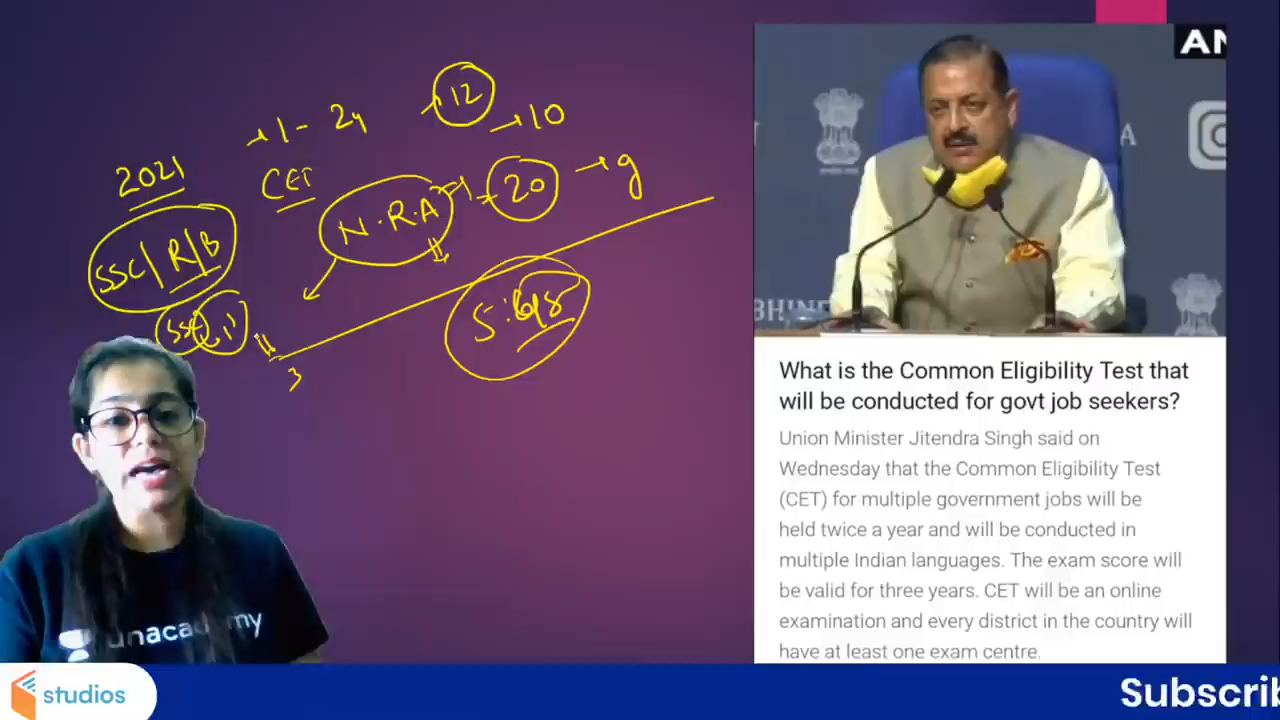 2021
→ 1 - 24
CET
→ 12
→ 10
N.R.A
20
→ g
SSC/R/B
SSC
3
AN
What is the Common Eligibility Test that
will be conducted for govt job seekers?
Union Minister Jitendra Singh said on
Wednesday that the Common Eligibility Test
(CET) for multiple government jobs will be
held twice a year and will be conducted in
multiple Indian languages. The exam score will
be valid for three years. CET will be an online
examination and every district in the country will
have at least one exam centre.
unacademy
studios
Subscrib